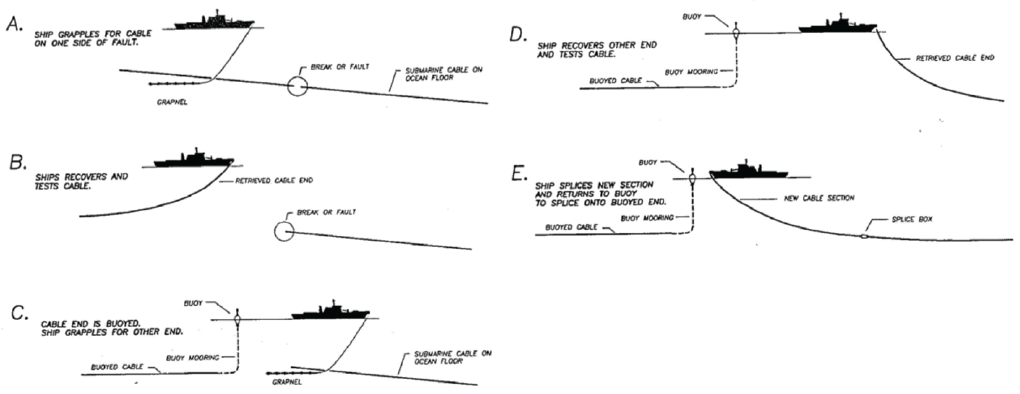 A.
SHIP GRAPPLES FOR CABLE
ON ONE SIDE OF FAULT.
BREAK OR FAULT
SUBMARINE CABLE ON
OCEAN FLOOR
GRAPNEL
B.
SHIPS RECOVERS AND
TESTS CABLE.
RETRIEVED CABLE END
BREAK OR FAULT
C.
CABLE END IS BUOYED.
SHIP GRAPPLES FOR OTHER END.
BUOY
BUOY MOORING
BUOYED CABLE
SUBMARINE CABLE ON
OCEAN FLOOR
GRAPNEL
D.
SHIP RECOVERS OTHER END
AND TESTS CABLE.
BUOY
BUOY MOORING
BUOYED CABLE
RETRIEVED CABLE END
E.
SHIP SPLICES NEW SECTION
AND RETURNS TO BUOY
TO SPLICE ONTO BUOYED END.
BUOY
BUOY MOORING
BUOYED CABLE
NEW CABLE SECTION
SPLICE BOX